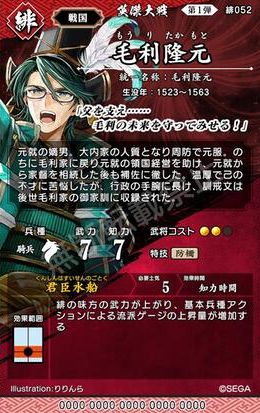 緋
戦国
英傑大戦
第1弾
緋052
もう り たか もと
毛利隆元
統一名称：毛利隆元
生没年：1523～1563
「父を支え……
毛利の未来を守ってみせる！」
元就の嫡男。大内家の人質となり周防で元服。の
ちに毛利家に戻り元就の領国経営を助け、元就か
ら家督を相続した後も補佐に徹した。温厚で己の
不才に苦悩したが、行政の手腕に長け、訓戒文は
後世毛利家の御家訓に収録された。
兵種 武力 知力 武将コスト
騎兵 7 7 特技 防柵
くんしんはすいせんのごとく 必要士気 効果時間
君臣水船 5 知力時間
効果範囲
緋の味方の武力が上がり、基本兵種アク
ションによる流派ゲージの上昇量が増加す
る
Illustration:りりんら
©SEGA
0000-0000-0000-0000-0000